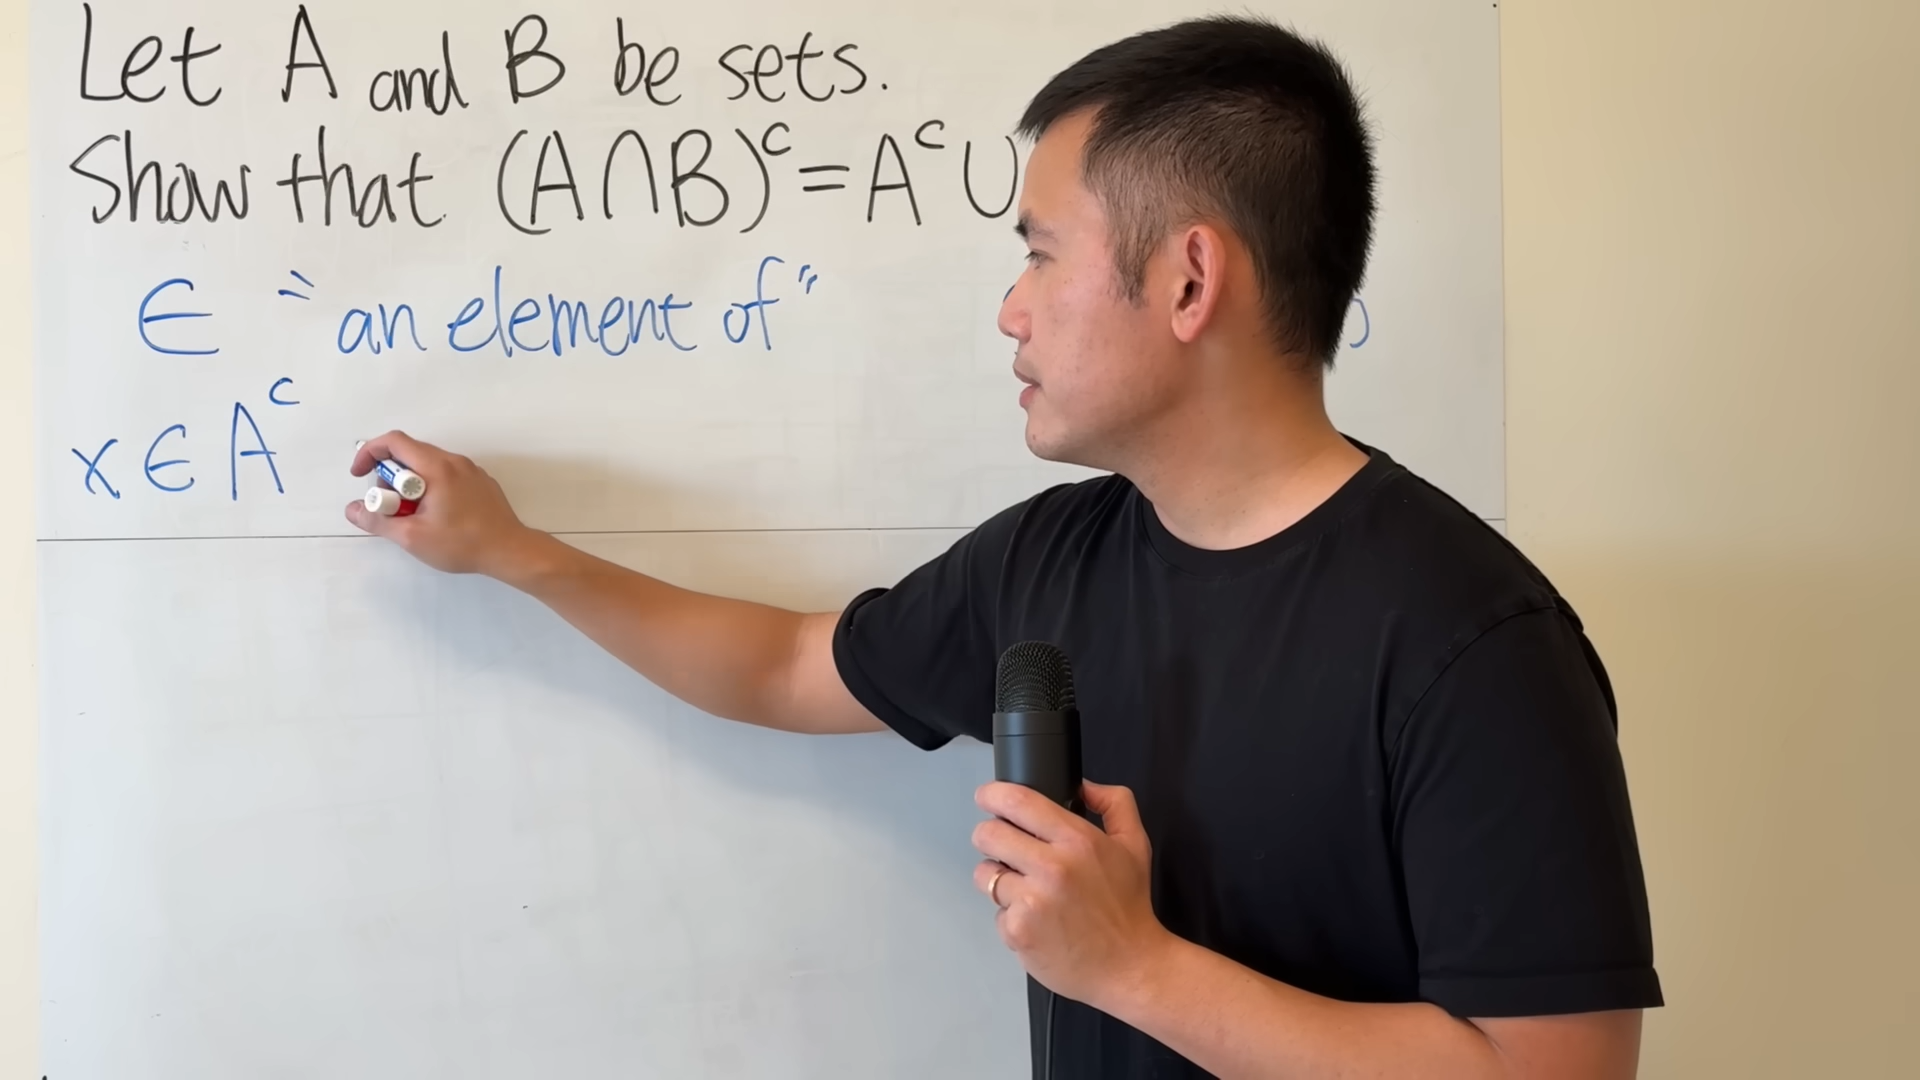 Let A and B be sets.
Show that (A∩B)ᶜ = Aᶜ ∪
∈ "an element of"
x ∈ Aᶜ